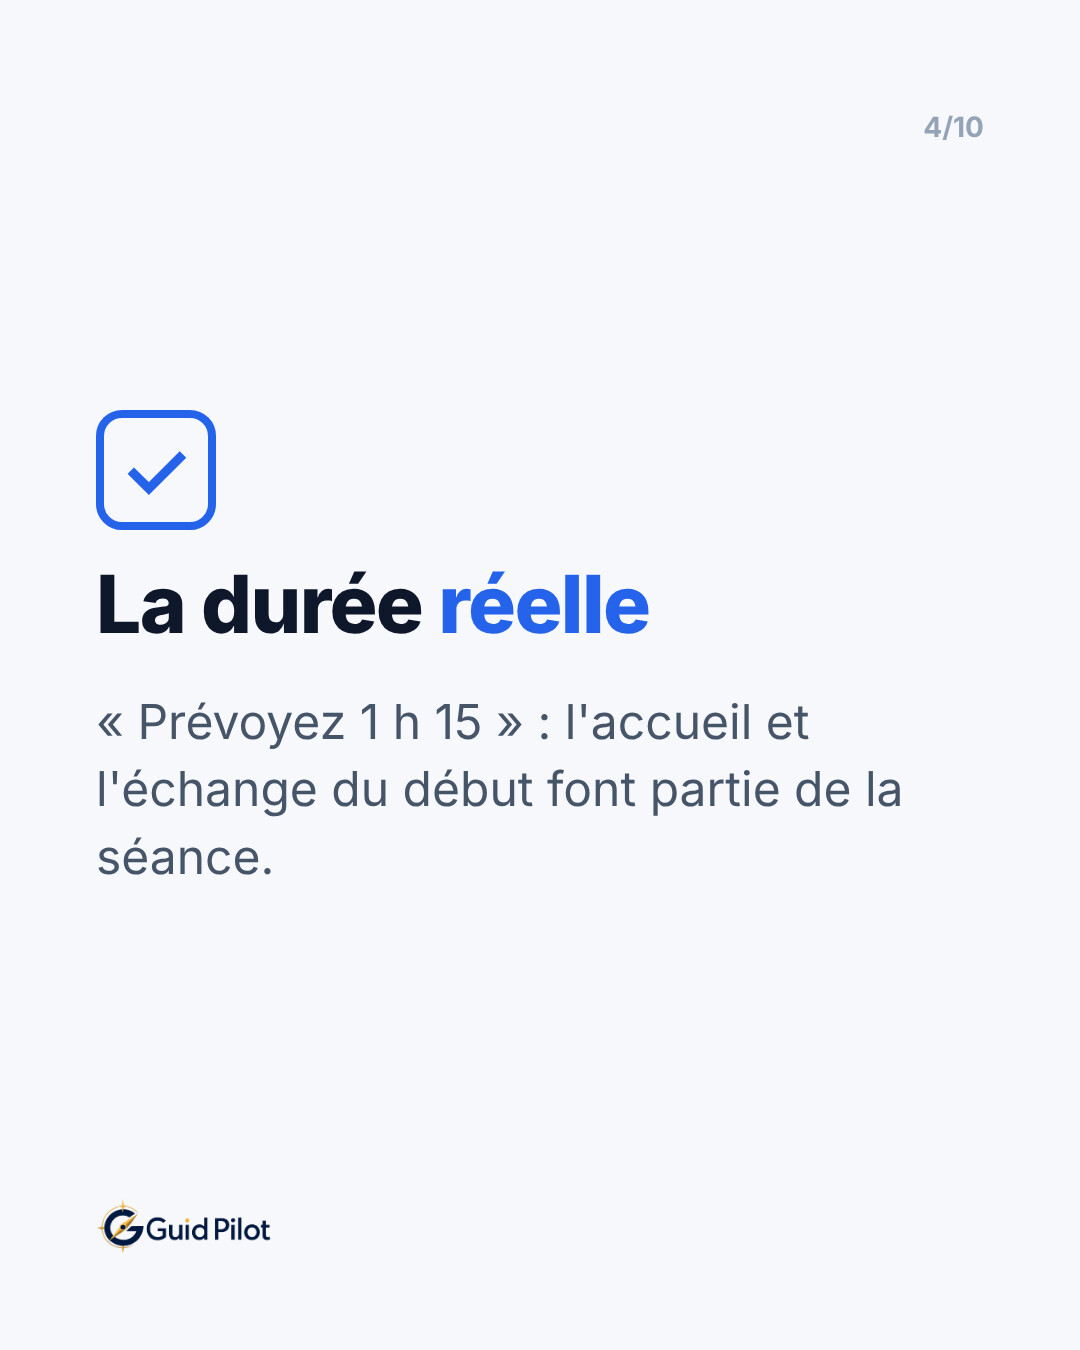 4/10
La durée réelle
« Prévoyez 1 h 15 » : l'accueil et
l'échange du début font partie de la
séance.
Guid Pilot